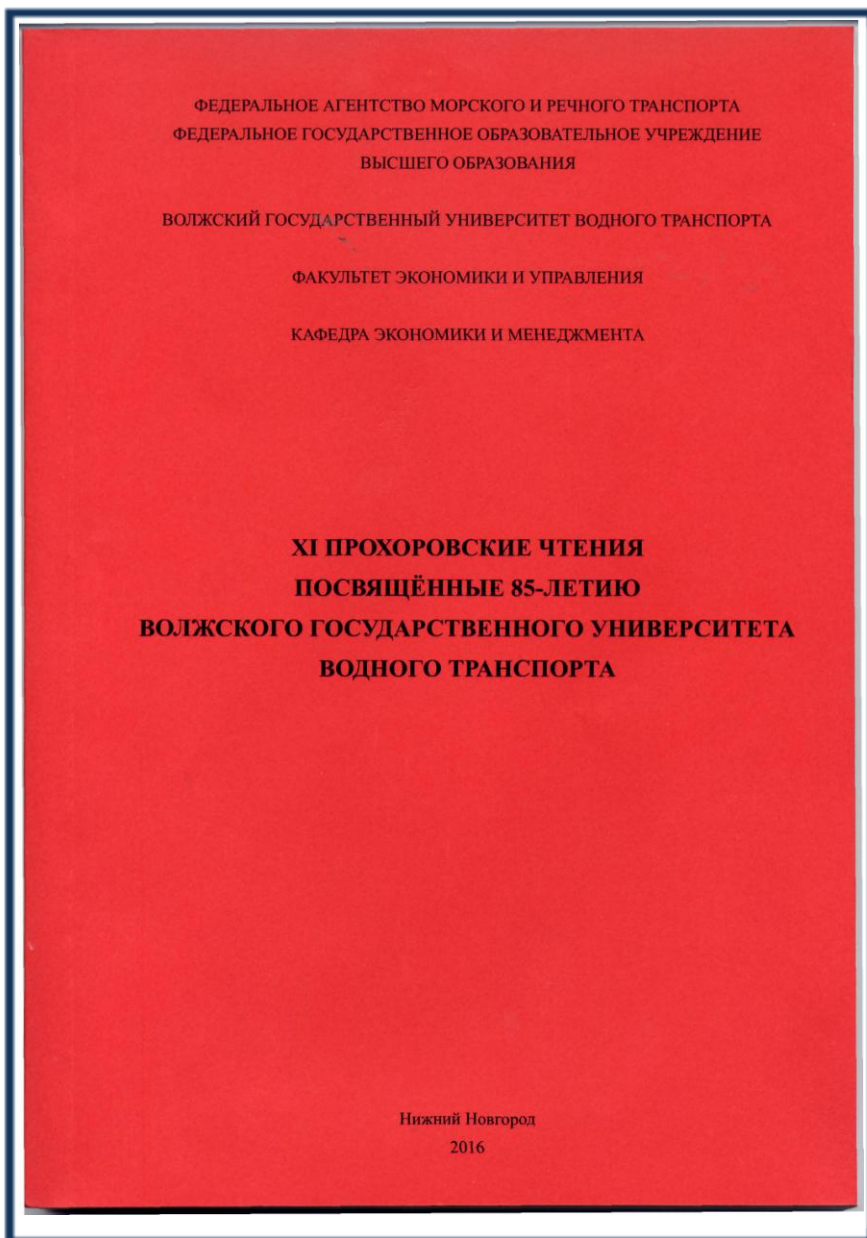 ФЕДЕРАЛЬНОЕ АГЕНТСТВО МОРСКОГО И РЕЧНОГО ТРАНСПОРТА
ФЕДЕРАЛЬНОЕ ГОСУДАРСТВЕННОЕ ОБРАЗОВАТЕЛЬНОЕ УЧРЕЖДЕНИЕ
ВЫСШЕГО ОБРАЗОВАНИЯ
ВОЛЖСКИЙ ГОСУДАРСТВЕННЫЙ УНИВЕРСИТЕТ ВОДНОГО ТРАНСПОРТА
ФАКУЛЬТЕТ ЭКОНОМИКИ И УПРАВЛЕНИЯ
КАФЕДРА ЭКОНОМИКИ И МЕНЕДЖМЕНТА
XI ПРОХОРОВСКИЕ ЧТЕНИЯ
ПОСВЯЩЁННЫЕ 85-ЛЕТИЮ
ВОЛЖСКОГО ГОСУДАРСТВЕННОГО УНИВЕРСИТЕТА
ВОДНОГО ТРАНСПОРТА
Нижний Новгород
2016